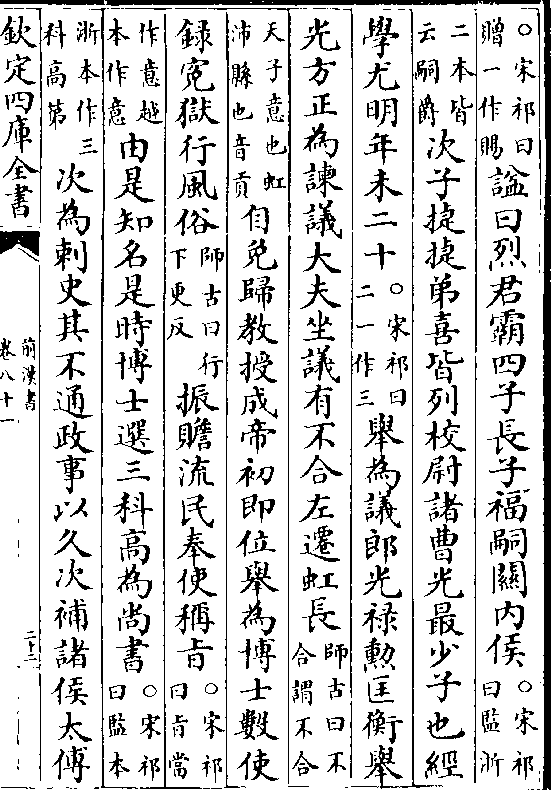 ○宋祁曰贈一作賜諡曰烈君霸四子長子福嗣關内侯○宋祁曰監浙
二本皆云嗣爵次子捷捷弟喜皆列校尉諸曹光最少子也經
學尤明年未二十○宋祁曰二一作三舉為議郎光禄勲匡衡舉
光方正為諫議大夫坐議有不合左遷虹長師古曰不合謂不合
天子意也虹沛縣也音貢自免歸教授成帝初即位舉為博士數使
録寃獄行風俗師古曰行下更反振贍流民奉使稱㫖○宋祁曰㫖當
作意越本作意由是知名是時博士選三科高為尚書○宋祁曰監本
浙本作三科高第次為刺史其不通政事以久次補諸侯太傅
欽定四庫全書
前漢書
卷八十一
二十二